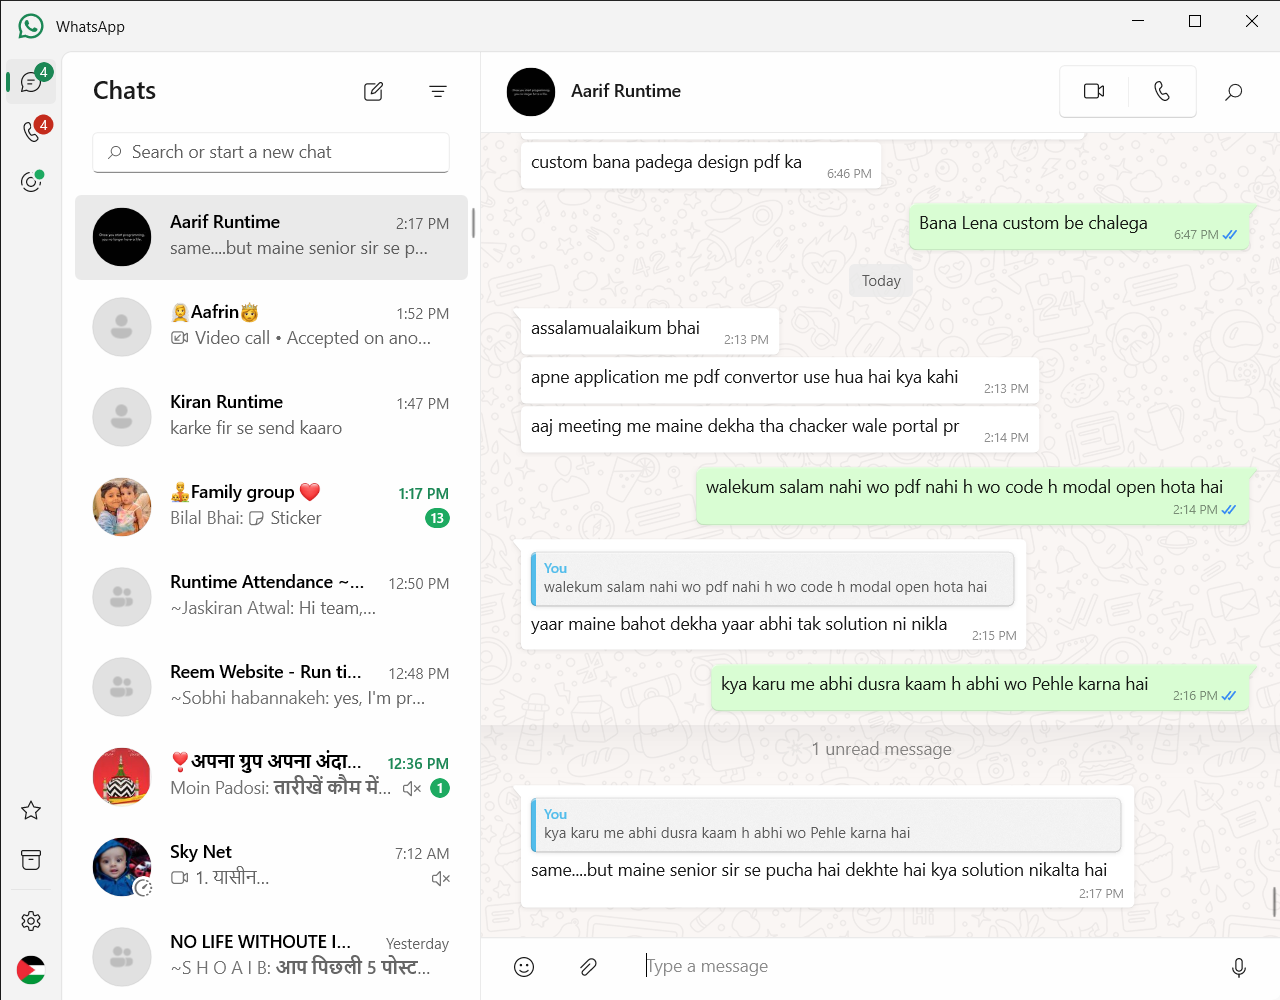 WhatsApp
4
4
Chats
Search or start a new chat
Aarif Runtime
2:17 PM
same....but maine senior sir se p...
👰Aafrin👸
1:52 PM
Video call • Accepted on ano...
Kiran Runtime
1:47 PM
karke fir se send kaaro
Family group ❤️
1:17 PM
Bilal Bhai: Sticker
13
Runtime Attendance ~...
12:50 PM
~Jaskiran Atwal: Hi team,...
Reem Website - Run ti...
12:48 PM
~Sobhi habannakeh: yes, I'm pr...
❣️अपना ग्रुप अपना अंदा...
12:36 PM
Moin Padosi: तारीखें कौम में...
1
Sky Net
7:12 AM
1. यासीन...
NO LIFE WITHOUTE I...
Yesterday
~S H O A I B: आप पिछली 5 पोस्ट...
Aarif Runtime
custom bana padega design pdf ka
6:46 PM
Bana Lena custom be chalega
6:47 PM
Today
assalamualaikum bhai
2:13 PM
apne application me pdf convertor use hua hai kya kahi
2:13 PM
aaj meeting me maine dekha tha chacker wale portal pr
2:14 PM
walekum salam nahi wo pdf nahi h wo code h modal open hota hai
2:14 PM
You
walekum salam nahi wo pdf nahi h wo code h modal open hota hai
yaar maine bahot dekha yaar abhi tak solution ni nikla
2:15 PM
kya karu me abhi dusra kaam h abhi wo Pehle karna hai
2:16 PM
1 unread message
You
kya karu me abhi dusra kaam h abhi wo Pehle karna hai
same....but maine senior sir se pucha hai dekhte hai kya solution nikalta hai
2:17 PM
Type a message